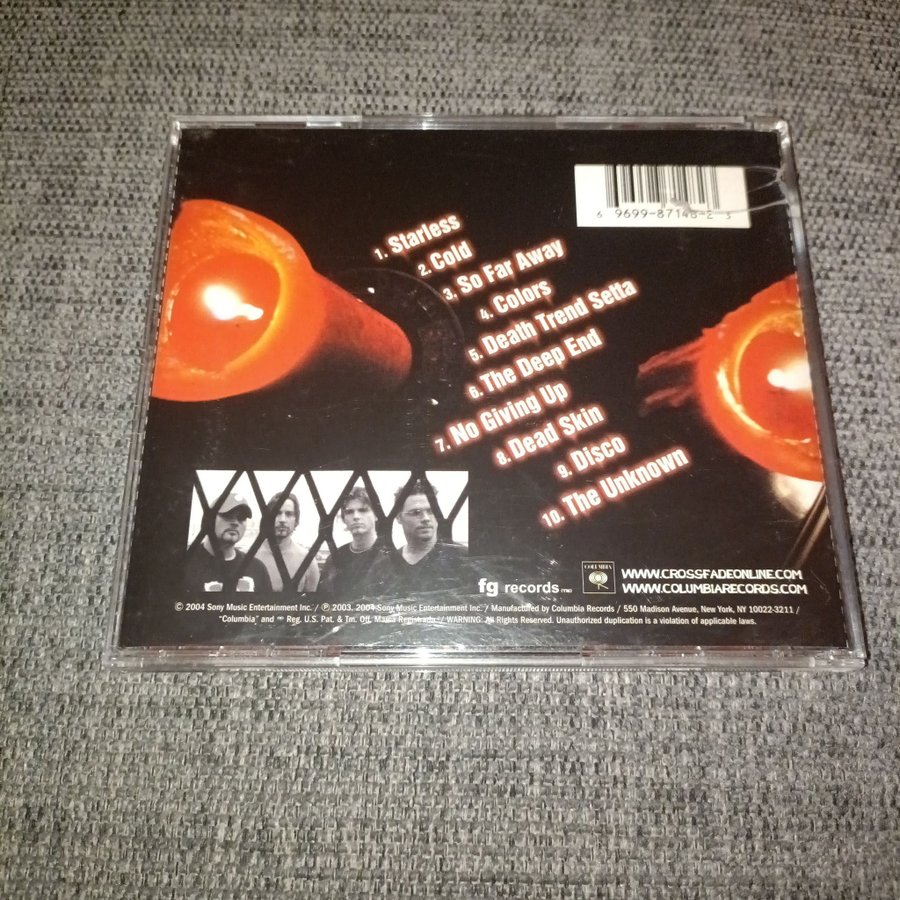 6 9699-87148-2 3
1. Starless
2. Cold
3. So Far Away
4. Colors
5. Death Trend Setta
6. The Deep End
7. No Giving Up
8. Dead Skin
9. Disco
10. The Unknown
fg records
COLUMBIA
WWW.CROSSFADEONLINE.COM
WWW.COLUMBIARECORDS.COM
© 2004 Sony Music Entertainment Inc. / ℗ 2003, 2004 Sony Music Entertainment Inc. / Manufactured by Columbia Records / 550 Madison Avenue, New York, NY 10022-3211 /
"Columbia" and Reg. U.S. Pat. & Tm. Off. Marca Registrada / WARNING: All Rights Reserved. Unauthorized duplication is a violation of applicable laws.